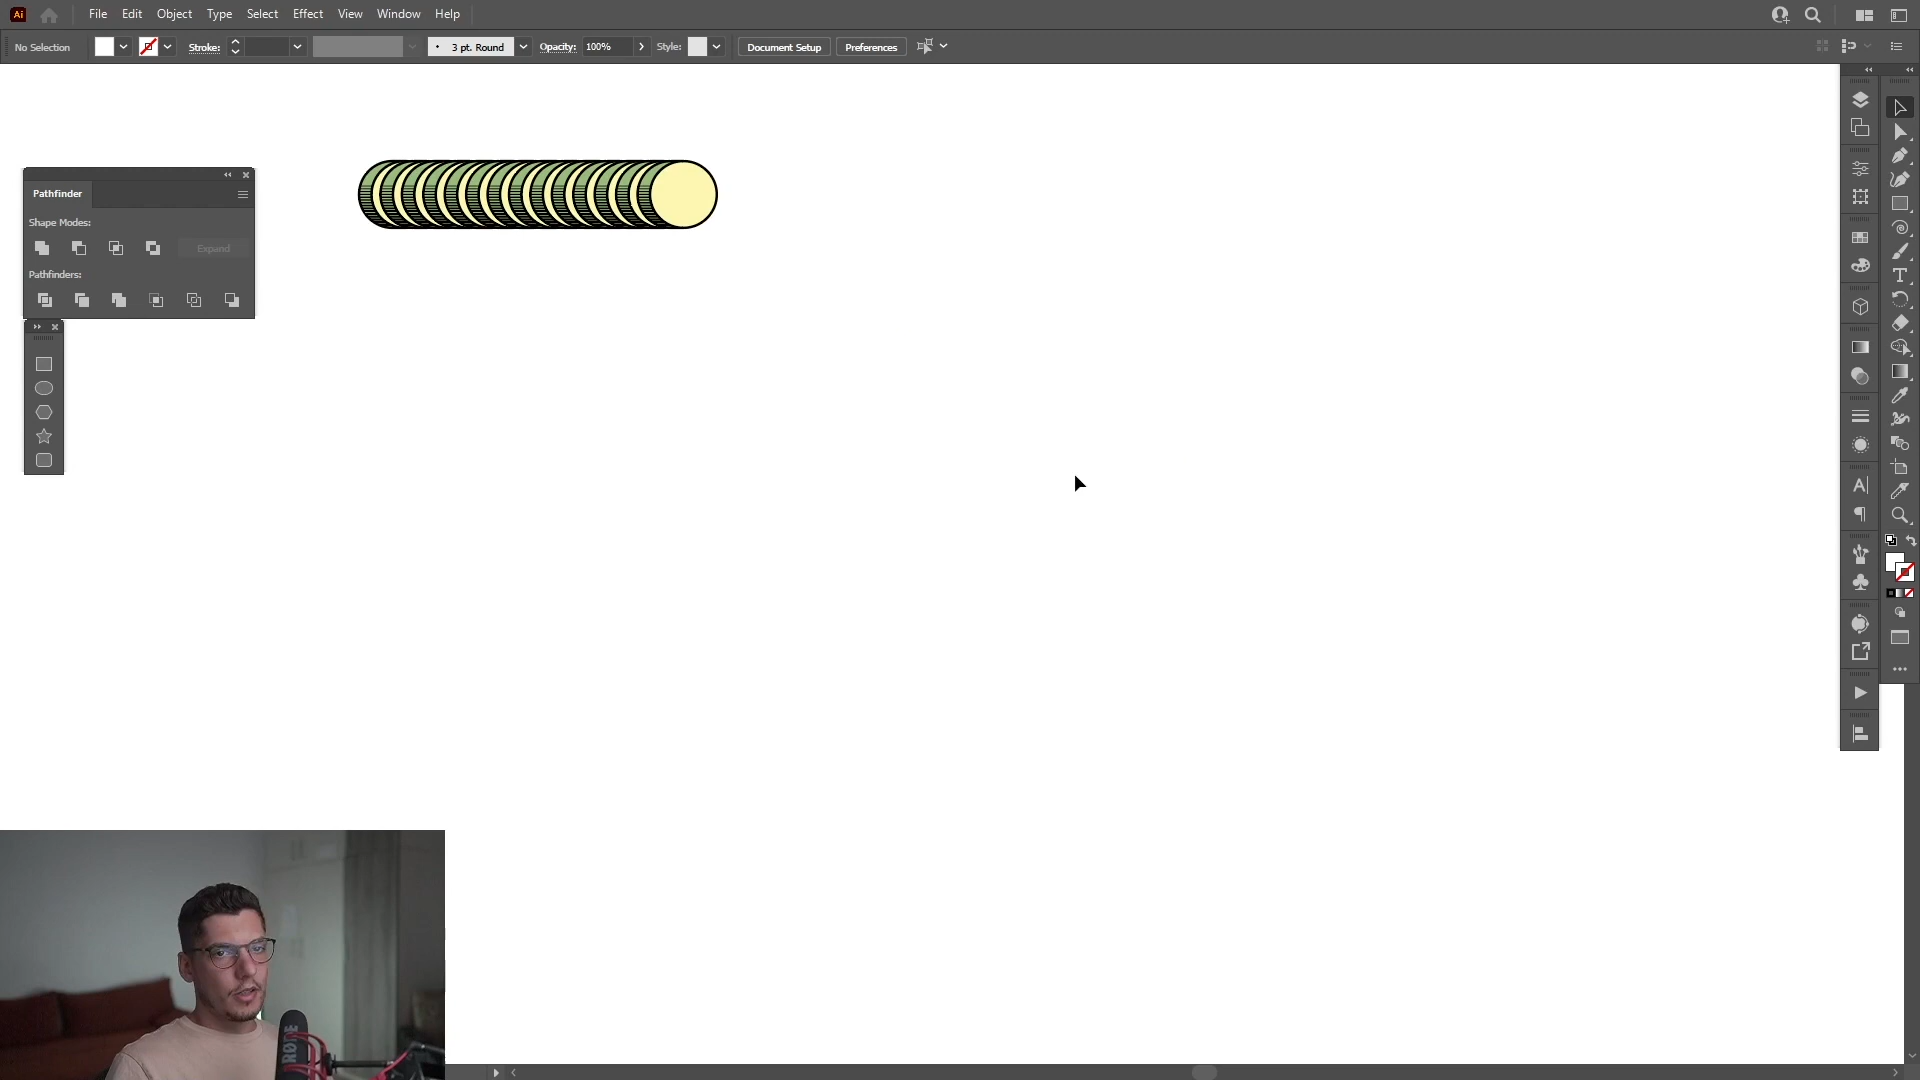 Ai File Edit Object Type Select Effect View Window Help
No Selection Stroke: 3 pt. Round Opacity: 100% Style: Document Setup Preferences
Pathfinder
Shape Modes:
Expand
Pathfinders:
RØDE